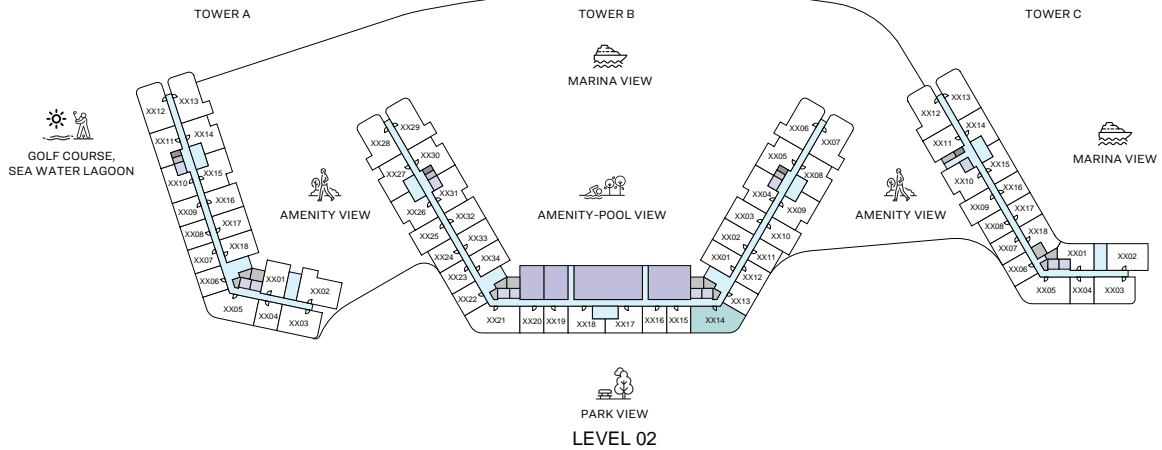 TOWER A
TOWER B
TOWER C
MARINA VIEW
GOLF COURSE,
SEA WATER LAGOON
AMENITY VIEW
AMENITY-POOL VIEW
AMENITY VIEW
MARINA VIEW
XX12
XX13
XX11
XX14
XX10
XX15
XX09
XX16
XX08
XX17
XX07
XX18
XX06
XX01
XX02
XX05
XX04
XX03
XX28
XX29
XX27
XX30
XX26
XX31
XX25
XX32
XX24
XX33
XX23
XX34
XX22
XX21
XX20
XX19
XX18
XX17
XX16
XX15
XX14
XX13
XX12
XX01
XX11
XX02
XX10
XX03
XX09
XX04
XX08
XX05
XX07
XX06
XX12
XX13
XX11
XX14
XX10
XX15
XX09
XX16
XX08
XX17
XX07
XX18
XX06
XX01
XX02
XX05
XX04
XX03
PARK VIEW
LEVEL 02